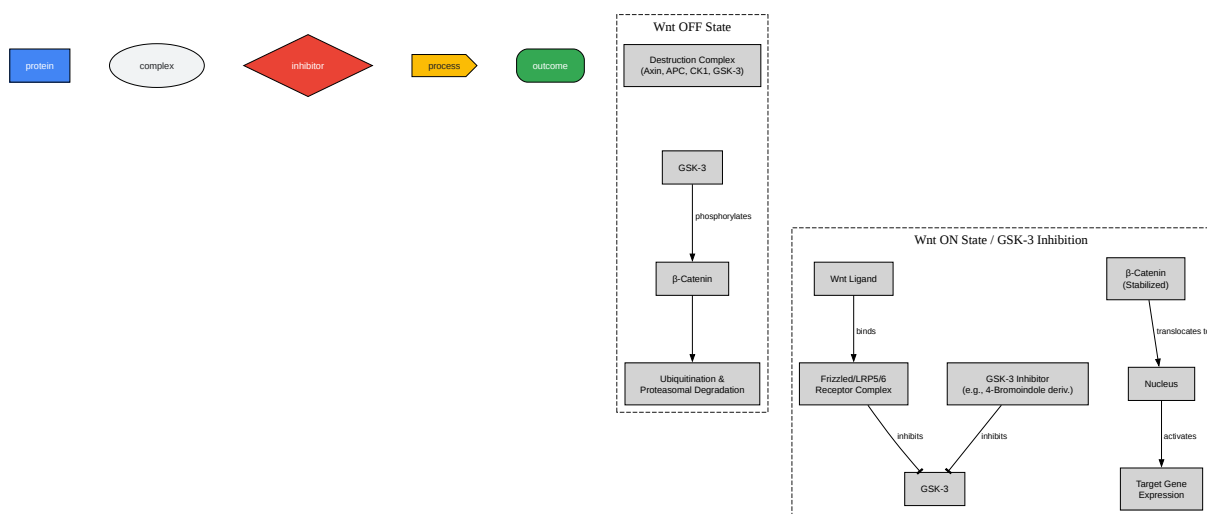 protein
complex
inhibitor
process
outcome
Wnt OFF State
Destruction Complex
(Axin, APC, CK1, GSK-3)
GSK-3
phosphorylates
β-Catenin
Ubiquitination &
Proteasomal Degradation
Wnt ON State / GSK-3 Inhibition
Wnt Ligand
binds
Frizzled/LRP5/6
Receptor Complex
inhibits
GSK-3 Inhibitor
(e.g., 4-Bromoindole deriv.)
inhibits
GSK-3
β-Catenin
(Stabilized)
translocates to
Nucleus
activates
Target Gene
Expression